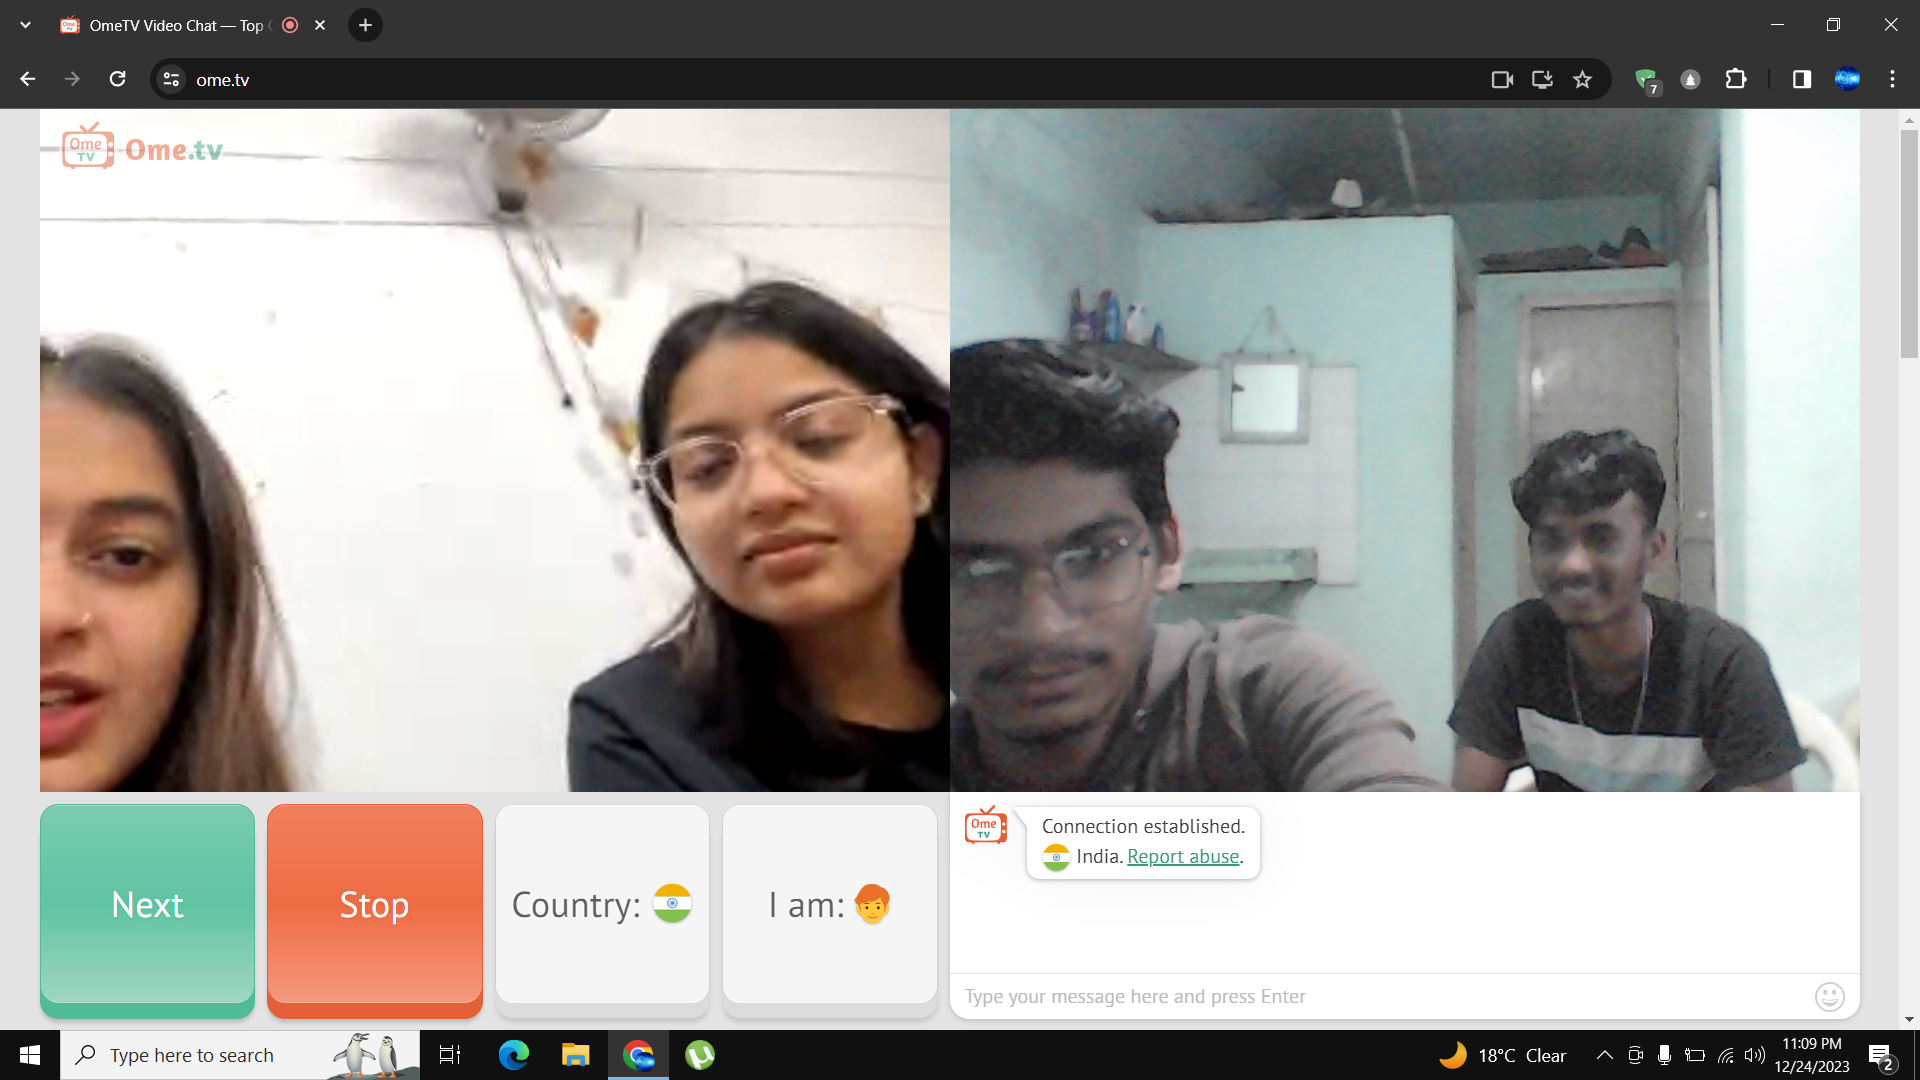 OmeTV Video Chat — Top
ome.tv
7
Ome
TV
Ome.tv
Next
Stop
Country:
I am:
Ome
TV
Connection established.
India. Report abuse.
Type your message here and press Enter
Type here to search
18°C Clear
11:09 PM
12/24/2023
2